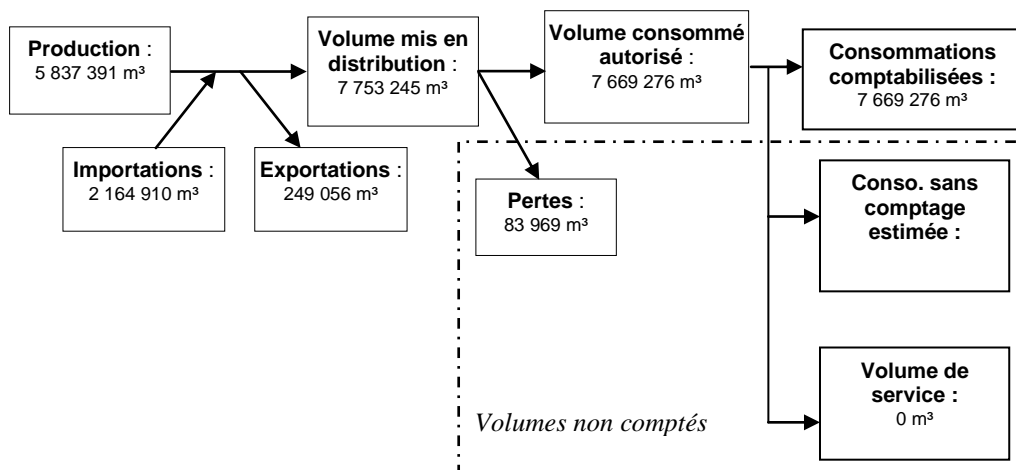 Production :
5 837 391 m³
Volume mis en
distribution :
7 753 245 m³
Volume consommé
autorisé :
7 669 276 m³
Consommations
comptabilisées :
7 669 276 m³
Importations :
2 164 910 m³
Exportations :
249 056 m³
Pertes :
83 969 m³
Conso. sans
comptage
estimée :
Volume de
service :
0 m³
Volumes non comptés